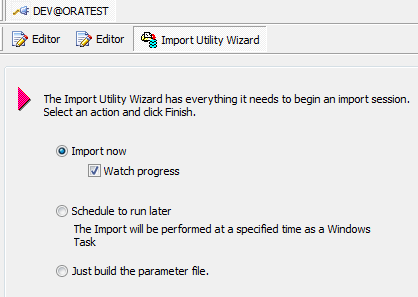 DEV@ORATEST
Editor
Editor
Import Utility Wizard
The Import Utility Wizard has everything it needs to begin an import session.
Select an action and click Finish.
Import now
Watch progress
Schedule to run later
The Import will be performed at a specified time as a Windows
Task
Just build the parameter file.